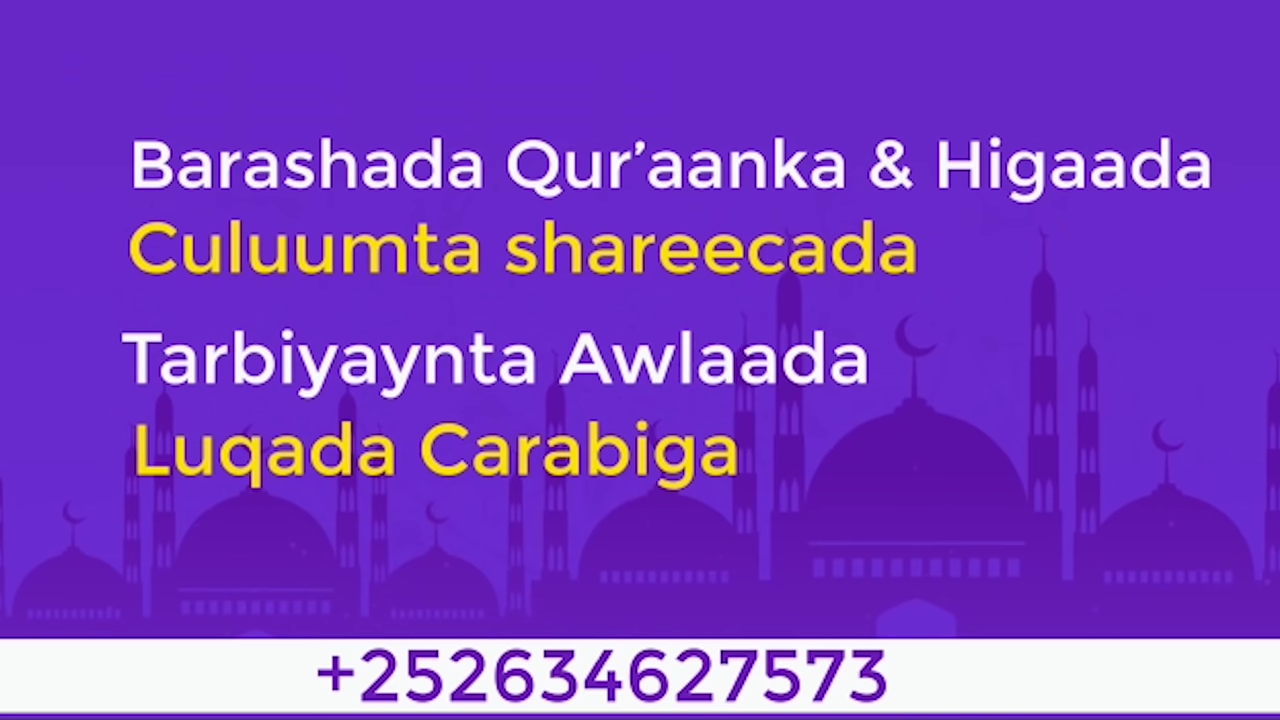 Barashada Qur’aanka & Higaada
Culuumta shareecada
Tarbiyaynta Awlaada
Luqada Carabiga
+252634627573